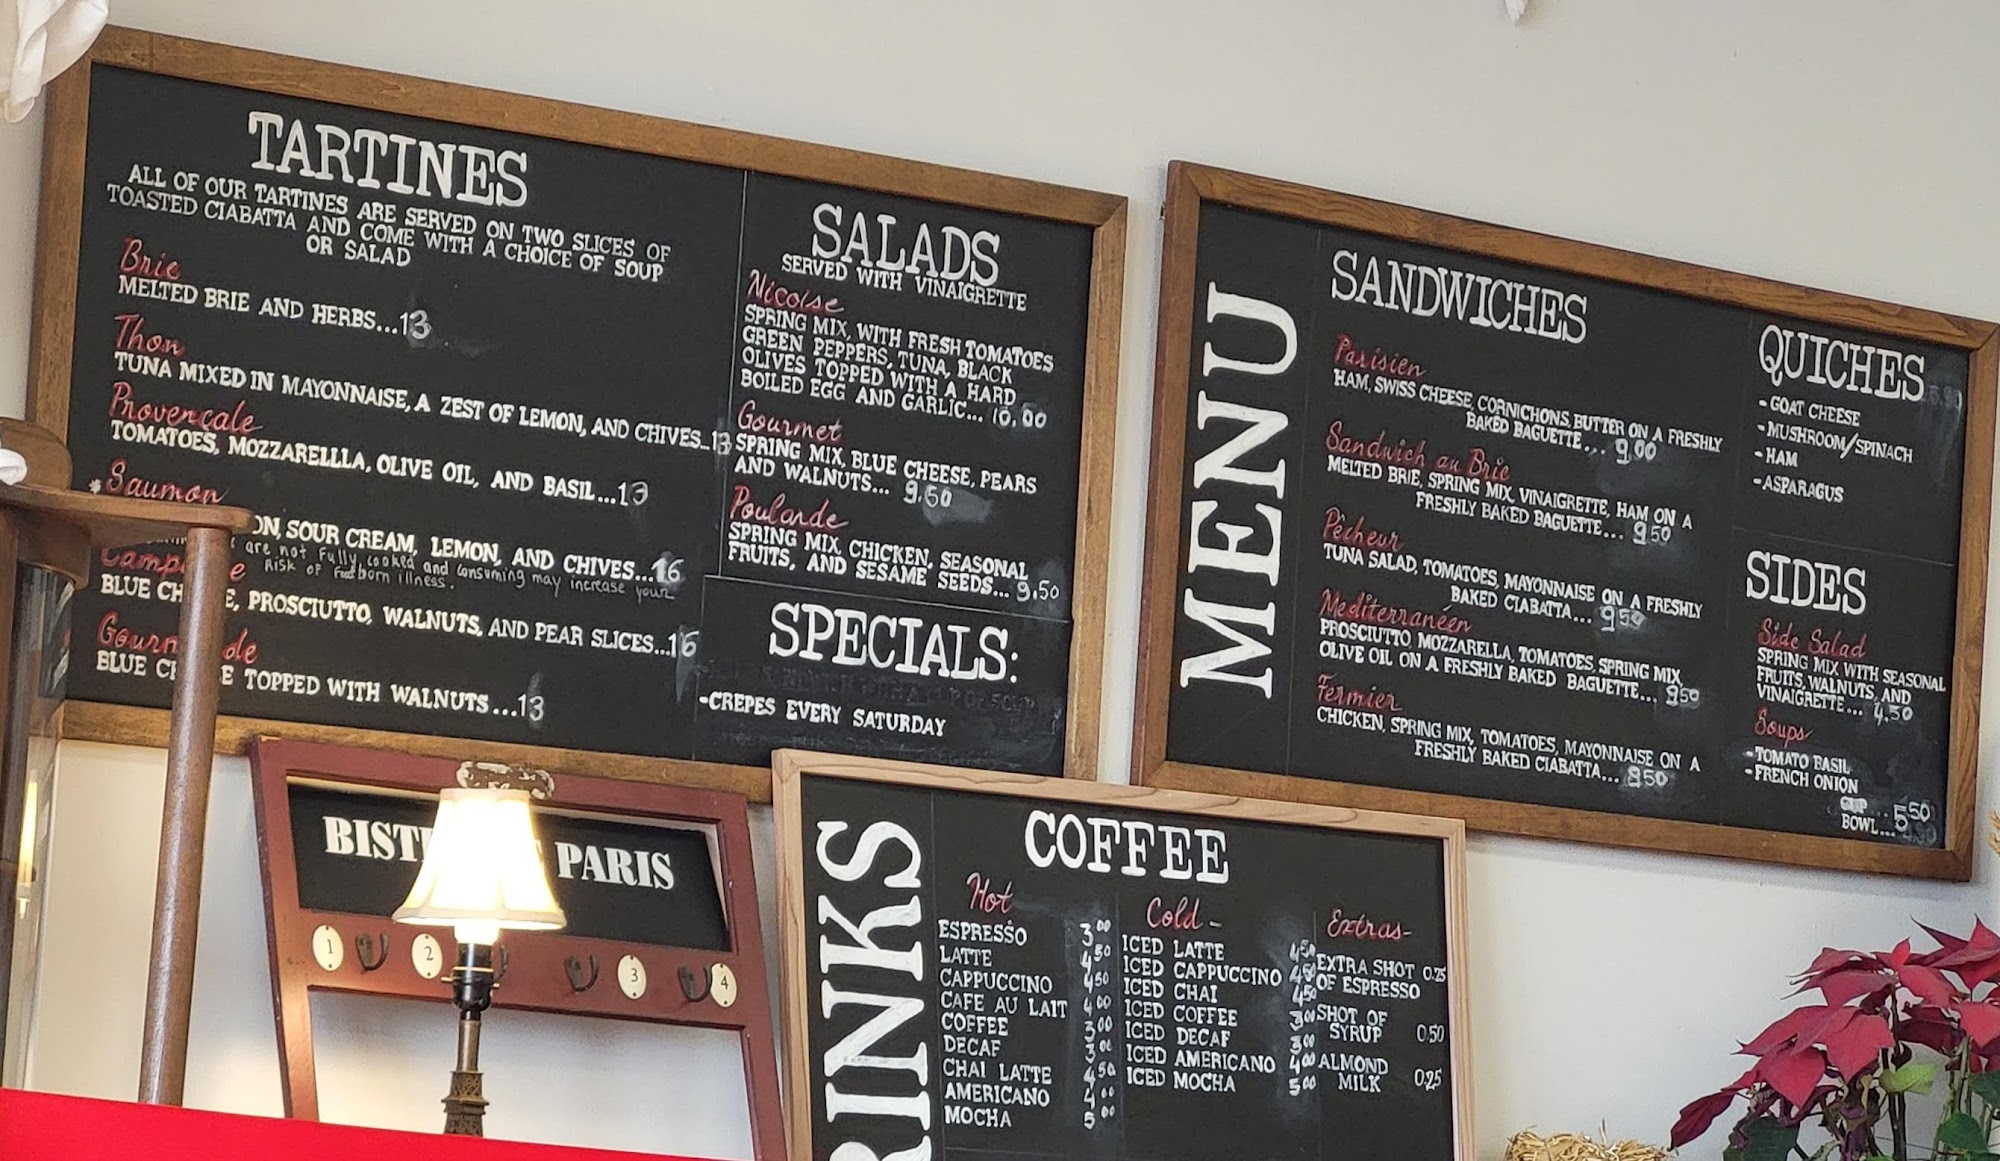 TARTINES
ALL OF OUR TARTINES ARE SERVED ON TWO SLICES OF
TOASTED CIABATTA AND COME WITH A CHOICE OF SOUP
OR SALAD
Brie
MELTED BRIE AND HERBS...13
Thon
TUNA MIXED IN MAYONNAISE, A ZEST OF LEMON, AND CHIVES...13
Provençale
TOMATOES, MOZZARELLLA, OLIVE OIL, AND BASIL...13
Saumon
ON, SOUR CREAM, LEMON, AND CHIVES...16
are not fully cooked and consuming may increase your
Risk of Foodborn illness.
BLUE CH E, PROSCIUTTO, WALNUTS, AND PEAR SLICES...16
Gourm de
BLUE C E TOPPED WITH WALNUTS...13
SALADS
SERVED WITH VINAIGRETTE
Nicoise
SPRING MIX, WITH FRESH TOMATOES
GREEN PEPPERS, TUNA, BLACK
OLIVES TOPPED WITH A HARD
BOILED EGG AND GARLIC... 10.00
Gourmet
SPRING MIX, BLUE CHEESE, PEARS
AND WALNUTS... 9.50
Poularde
SPRING MIX, CHICKEN, SEASONAL
FRUITS, AND SESAME SEEDS... 9.50
SPECIALS:
-CREPES EVERY SATURDAY
MENU
SANDWICHES
Parisien
HAM, SWISS CHEESE, CORNICHONS, BUTTER ON A FRESHLY
BAKED BAGUETTE... 9.00
Sandwich au Brie
MELTED BRIE, SPRING MIX, VINAIGRETTE, HAM ON A
FRESHLY BAKED BAGUETTE... 9.50
Pêcheur
TUNA SALAD, TOMATOES, MAYONNAISE ON A FRESHLY
BAKED CIABATTA... 9.50
Mediterranéen
PROSCIUTTO, MOZZARELLA, TOMATOES, SPRING MIX,
OLIVE OIL ON A FRESHLY BAKED BAGUETTE... 9.50
Fermier
CHICKEN, SPRING MIX, TOMATOES, MAYONNAISE ON A
FRESHLY BAKED CIABATTA... 8.50
QUICHES
- GOAT CHEESE
- MUSHROOM/SPINACH
- HAM
- ASPARAGUS
SIDES
Side Salad
SPRING MIX WITH SEASONAL
FRUITS, WALNUTS, AND
VINAIGRETTE... 4.50
Soups
- TOMATO BASIL
- FRENCH ONION
BOWL... 5.50
BIST PARIS
1 2 3 4
RINKS
COFFEE
Hot
ESPRESSO 3.00
LATTE 4.50
CAPPUCCINO 4.50
CAFE AU LAIT 4.00
COFFEE 3.00
DECAF 3.00
CHAI LATTE 4.50
AMERICANO 4.00
MOCHA 5.00
Cold -
ICED LATTE 4.50
ICED CAPPUCCINO 4.50
ICED CHAI 4.50
ICED COFFEE 3.00
ICED DECAF 3.00
ICED AMERICANO 4.00
ICED MOCHA 5.00
Extras-
EXTRA SHOT 0.25
OF ESPRESSO
SHOT OF
SYRUP 0.50
ALMOND
MILK 0.25